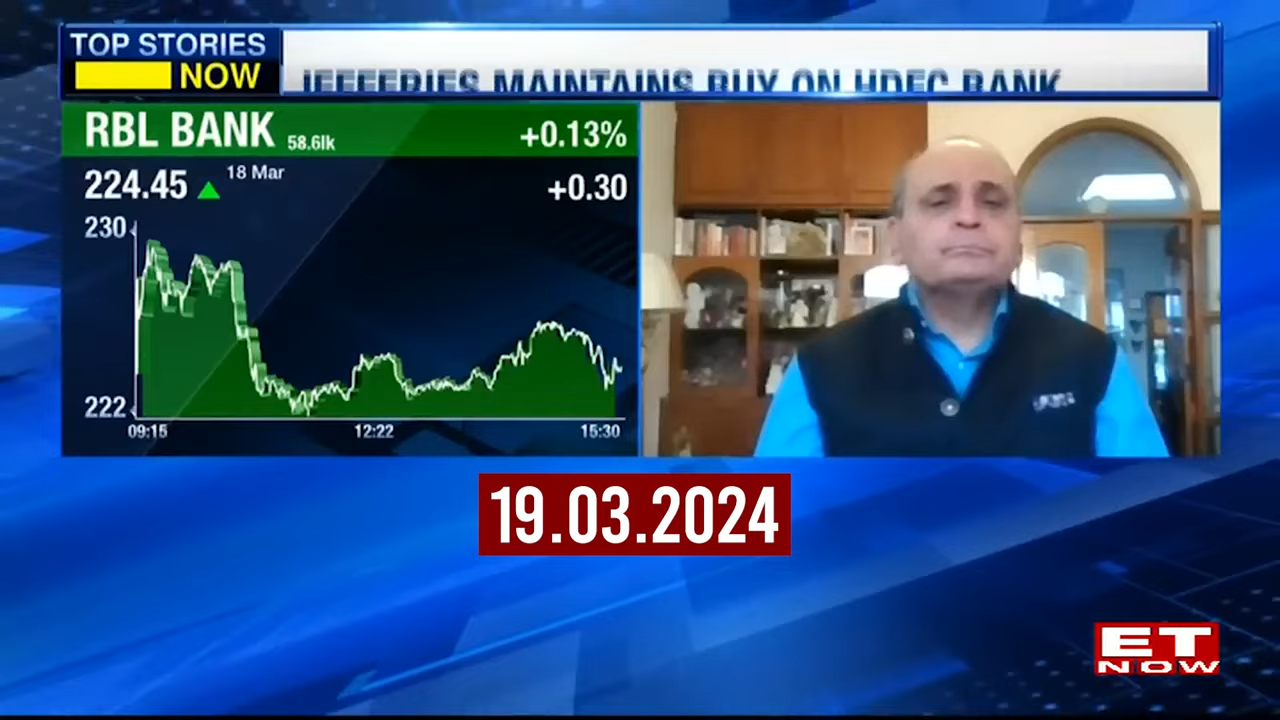 TOP STORIES
NOW
JEFFERIES MAINTAINS BUY ON HDFC BANK
RBL BANK 58.6lk +0.13%
224.45 ▲ 18 Mar +0.30
230
222
09:15 12:22 15:30
19.03.2024
ET
NOW